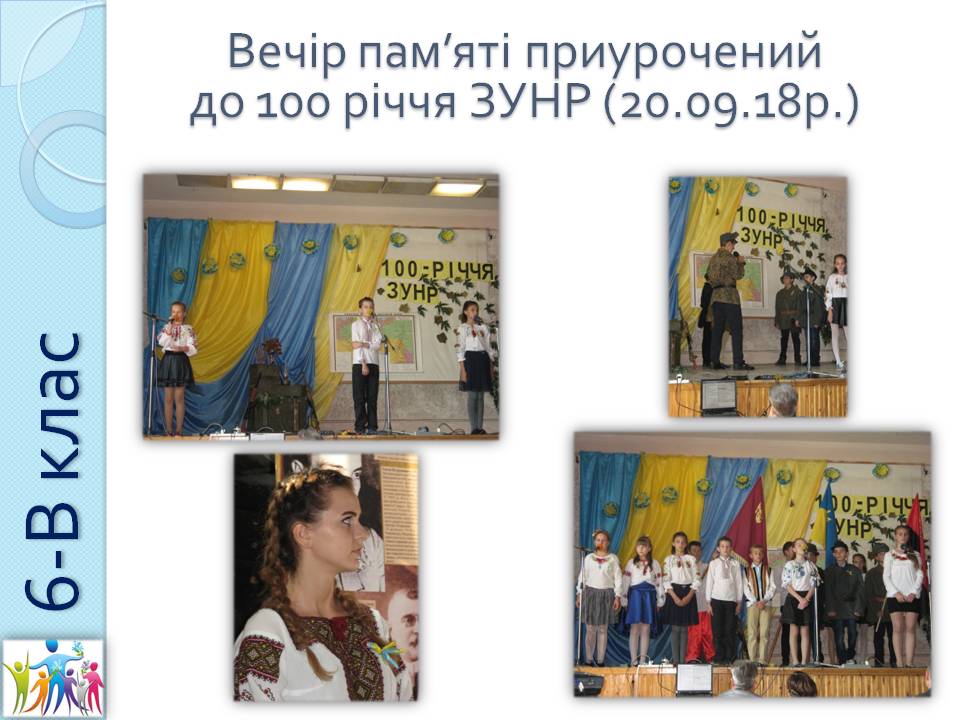 Вечір пам’яті приурочений
до 100 річчя ЗУНР (20.09.18р.)
6-В клас
100-РІЧЧЯ
ЗУНР
100-РІЧЧЯ
ЗУНР
100-РІЧЧЯ
УНР